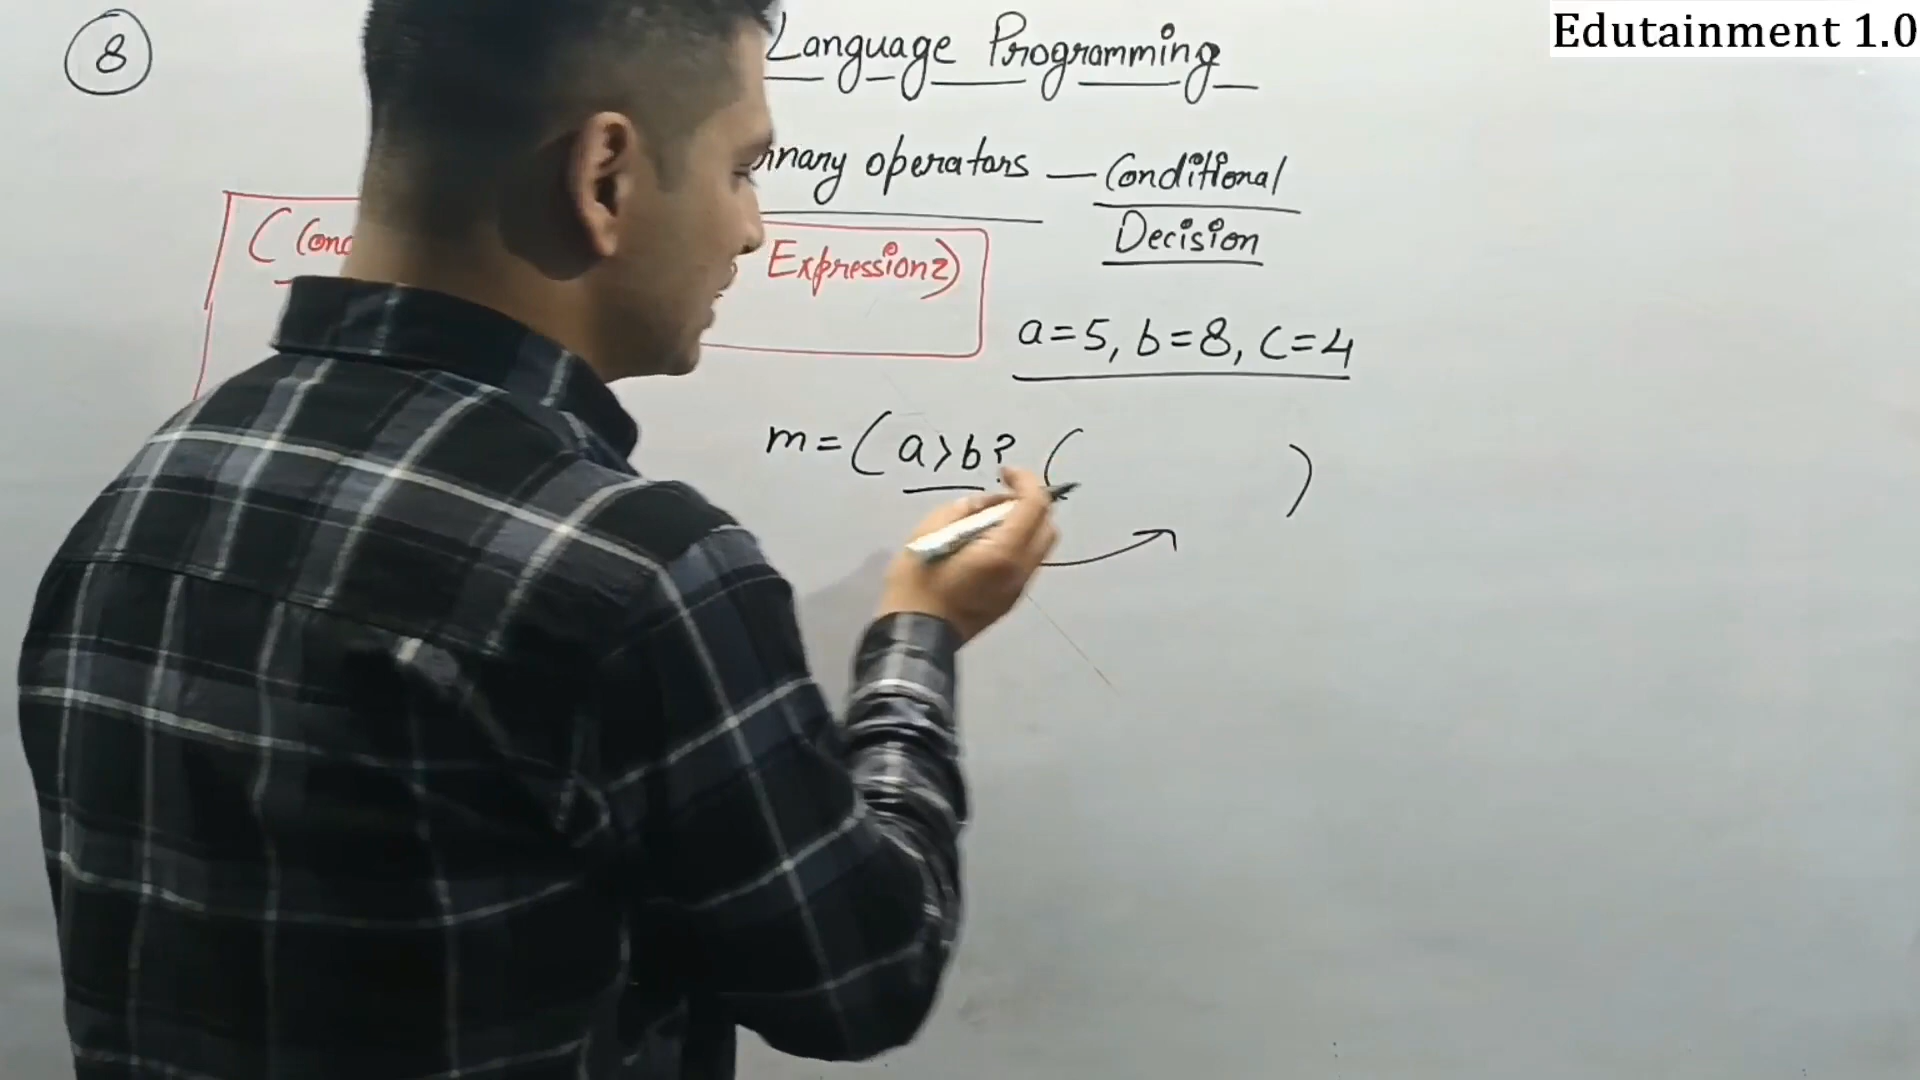 Edutainment 1.0
8
Language Programming
operators — Conditional
Decision
Expression2)
a=5, b=8, c=4
m=(a>b? ( )